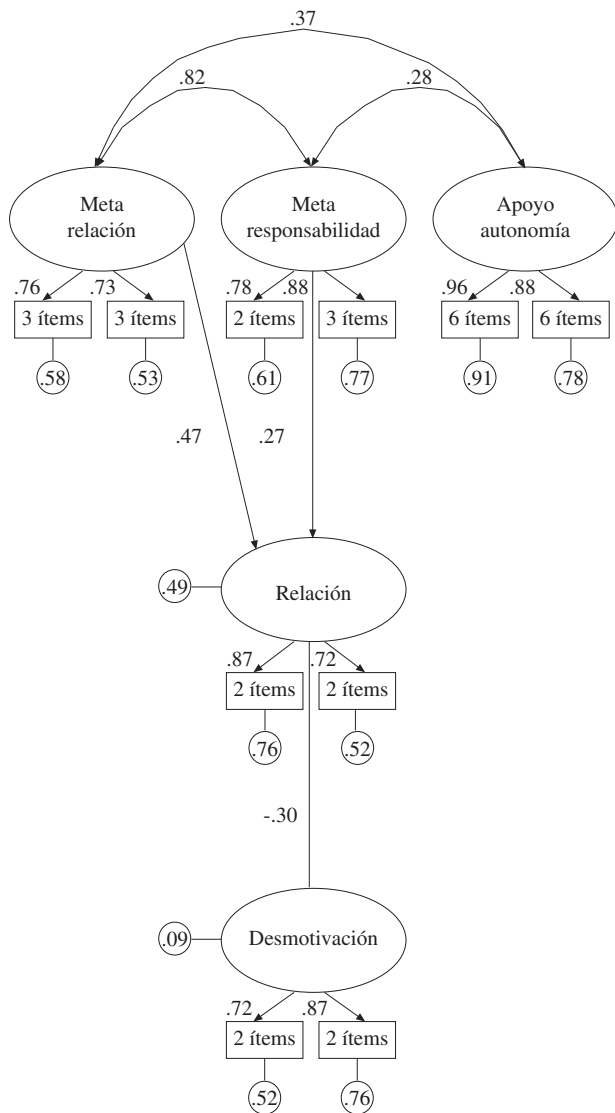 .37
.82
.28
Meta
relación
Meta
responsabilidad
Apoyo
autonomía
.76 .73 .78 .88 .96 .88
3 ítems 3 ítems 2 ítems 3 ítems 6 ítems 6 ítems
.58 .53 .61 .77 .91 .78
.47 .27
.49
Relación
.87 .72
2 ítems 2 ítems
.76 .52
-.30
.09
Desmotivación
.72 .87
2 ítems 2 ítems
.52 .76